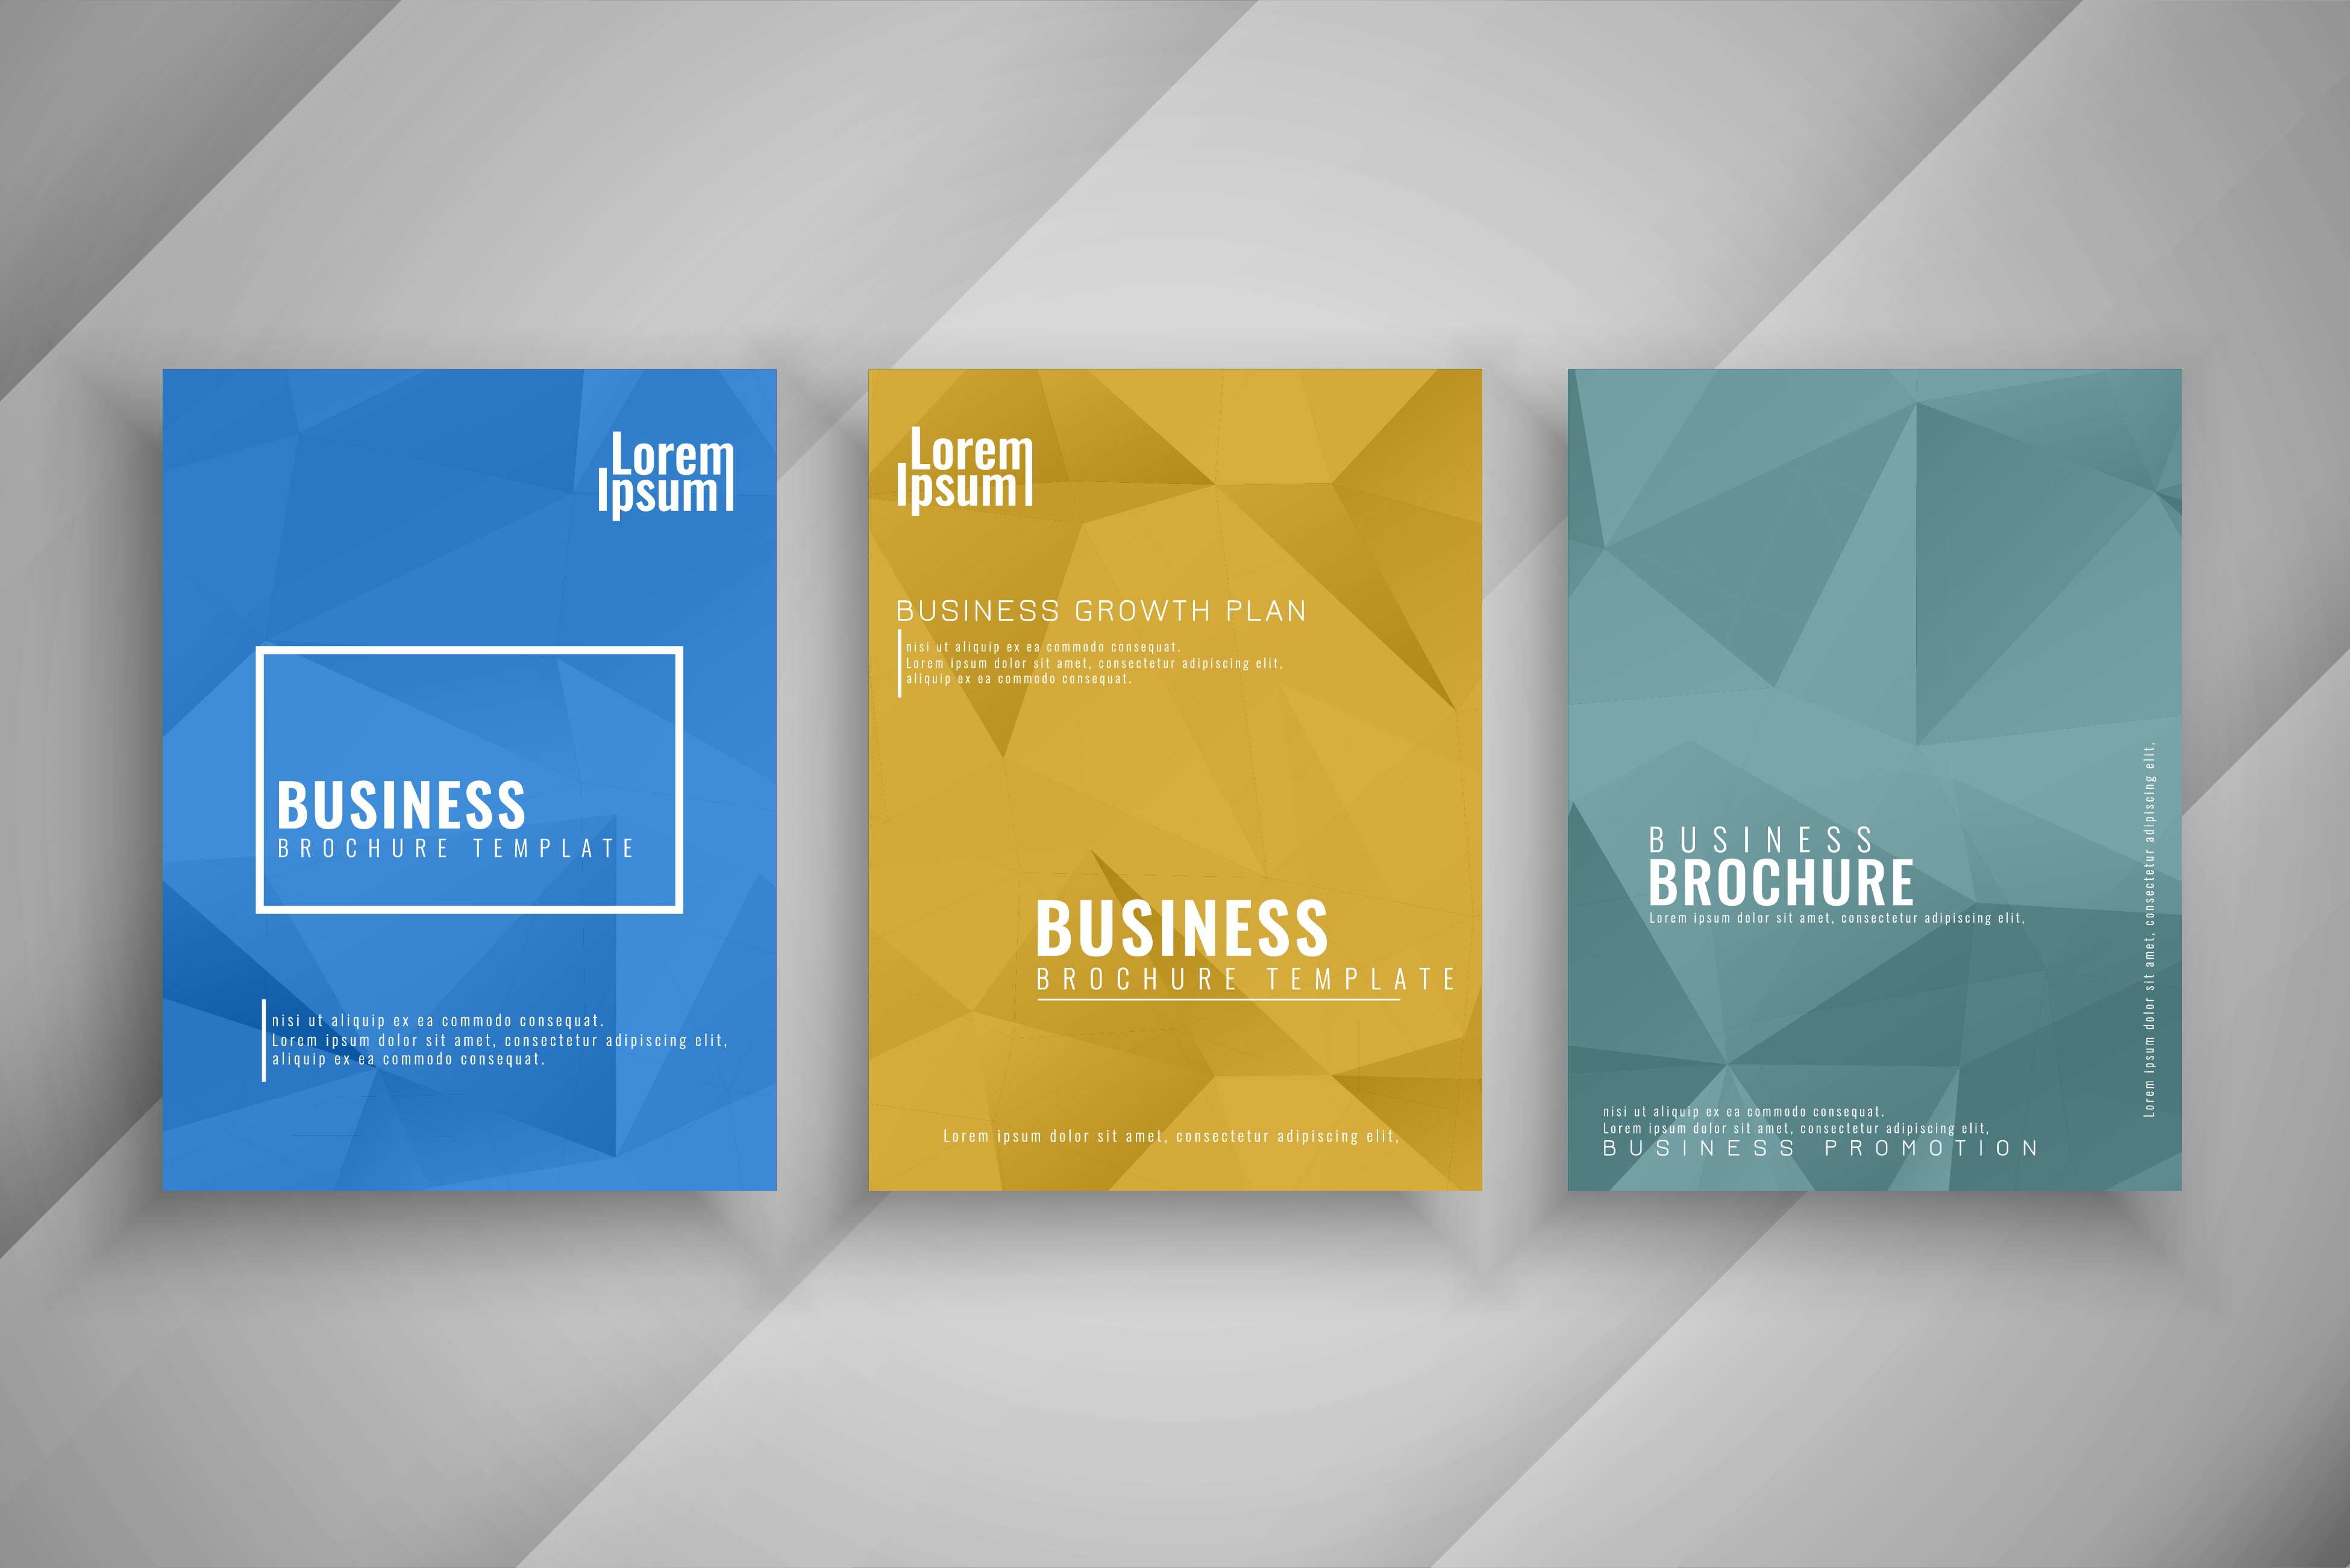 Lorem
Ipsum
BUSINESS
BROCHURE TEMPLATE
nisi ut aliquip ex ea commodo consequat.
Lorem ipsum dolor sit amet, consectetur adipiscing elit,
aliquip ex ea commodo consequat.
Lorem
Ipsum
BUSINESS GROWTH PLAN
nisi ut aliquip ex ea commodo consequat.
Lorem ipsum dolor sit amet, consectetur adipiscing elit,
aliquip ex ea commodo consequat.
BUSINESS
BROCHURE TEMPLATE
Lorem ipsum dolor sit amet, consectetur adipiscing elit,
BUSINESS
BROCHURE
Lorem ipsum dolor sit amet, consectetur adipiscing elit,
Lorem ipsum dolor sit amet, consectetur adipiscing elit,
nisi ut aliquip ex ea commodo consequat.
Lorem ipsum dolor sit amet, consectetur adipiscing elit,
BUSINESS PROMOTION